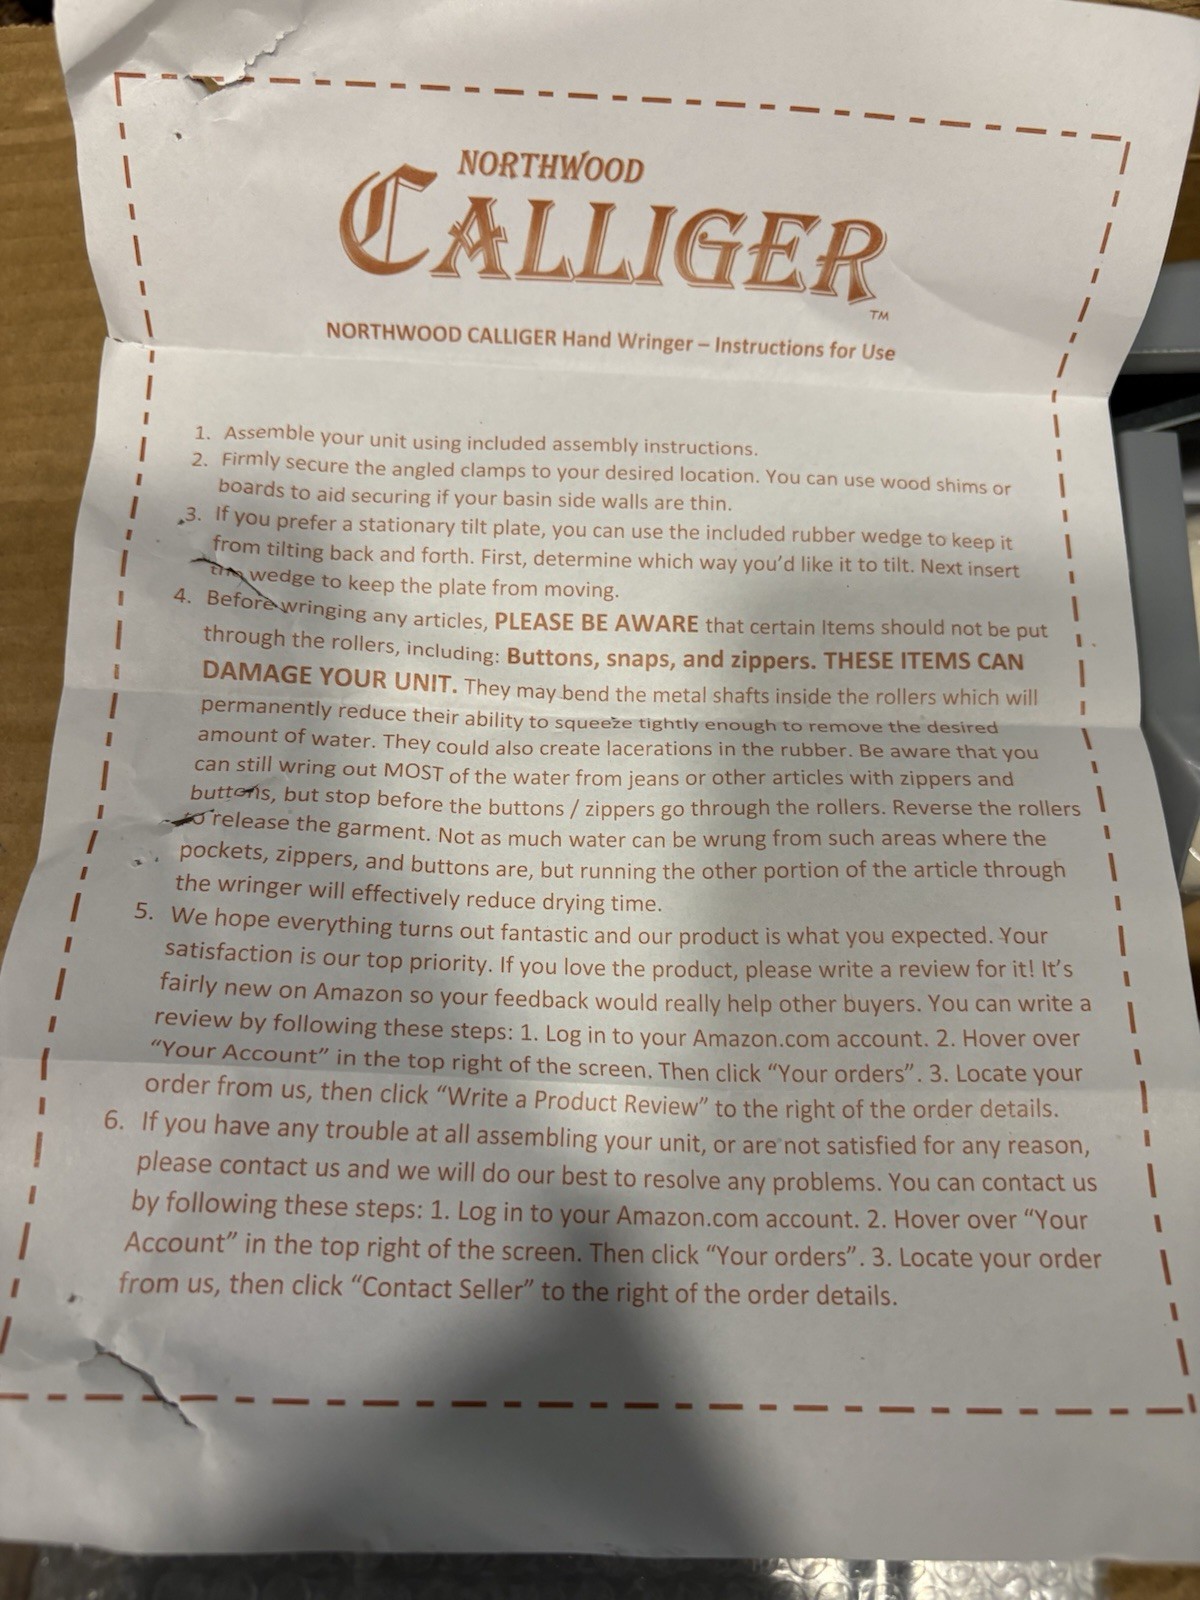 NORTHWOOD
CALLIGER
TM
NORTHWOOD CALLIGER Hand Wringer – Instructions for Use
1. Assemble your unit using included assembly instructions.
2. Firmly secure the angled clamps to your desired location. You can use wood shims or
boards to aid securing if your basin side walls are thin.
3. If you prefer a stationary tilt plate, you can use the included rubber wedge to keep it
from tilting back and forth. First, determine which way you'd like it to tilt. Next insert
the wedge to keep the plate from moving.
4. Before wringing any articles, PLEASE BE AWARE that certain Items should not be put
through the rollers, including: Buttons, snaps, and zippers. THESE ITEMS CAN
DAMAGE YOUR UNIT. They may bend the metal shafts inside the rollers which will
permanently reduce their ability to squeeze tightly enough to remove the desired
amount of water. They could also create lacerations in the rubber. Be aware that you
can still wring out MOST of the water from jeans or other articles with zippers and
buttons, but stop before the buttons / zippers go through the rollers. Reverse the rollers
to release the garment. Not as much water can be wrung from such areas where the
pockets, zippers, and buttons are, but running the other portion of the article through
the wringer will effectively reduce drying time.
5. We hope everything turns out fantastic and our product is what you expected. Your
satisfaction is our top priority. If you love the product, please write a review for it! It's
fairly new on Amazon so your feedback would really help other buyers. You can write a
review by following these steps: 1. Log in to your Amazon.com account. 2. Hover over
"Your Account" in the top right of the screen. Then click "Your orders". 3. Locate your
order from us, then click "Write a Product Review" to the right of the order details.
6. If you have any trouble at all assembling your unit, or are not satisfied for any reason,
please contact us and we will do our best to resolve any problems. You can contact us
by following these steps: 1. Log in to your Amazon.com account. 2. Hover over "Your
Account" in the top right of the screen. Then click "Your orders". 3. Locate your order
from us, then click "Contact Seller" to the right of the order details.